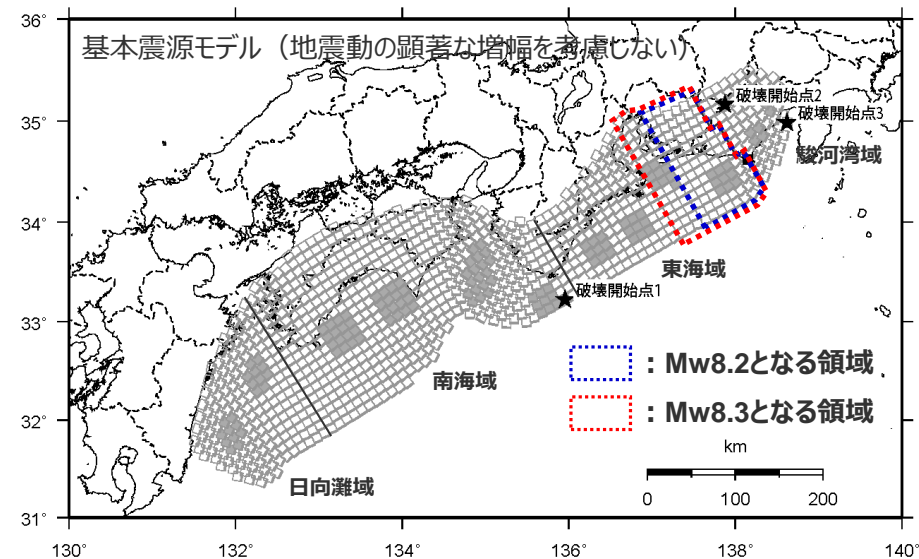 36°
基本震源モデル（地震動の顕著な増幅を考慮しない）
破壊開始点2
35°
破壊開始点3
駿河湾域
34°
東海域
破壊開始点1
33°
：Mw8.2となる領域
南海域
：Mw8.3となる領域
32°
km
日向灘域
0 100 200
31°
130° 132° 134° 136° 138° 140°